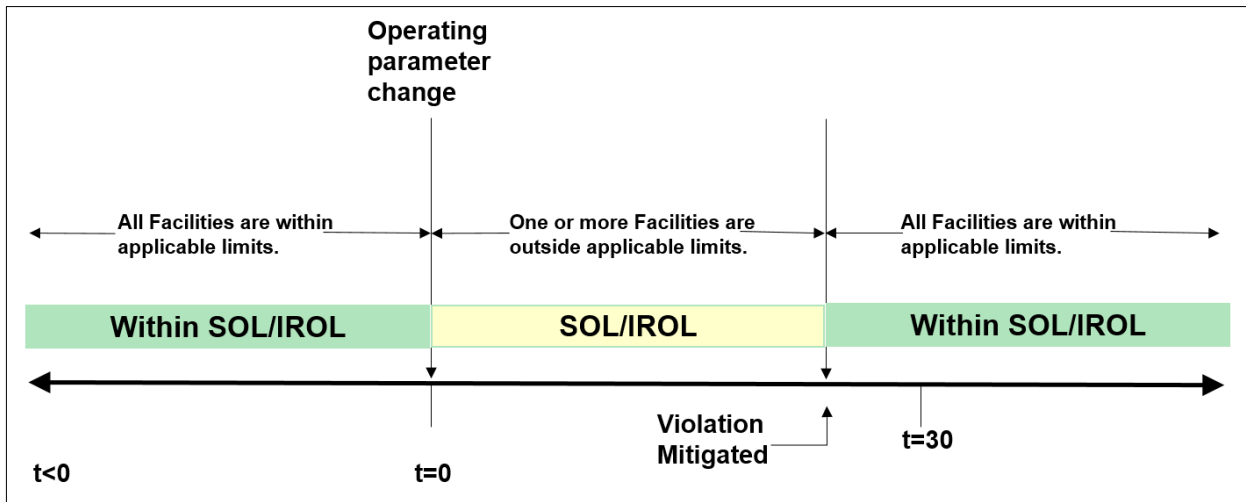 Operating
parameter
change
All Facilities are within
applicable limits.
One or more Facilities are
outside applicable limits.
All Facilities are within
applicable limits.
Within SOL/IROL
SOL/IROL
Within SOL/IROL
Violation
Mitigated
t=30
t<0
t=0